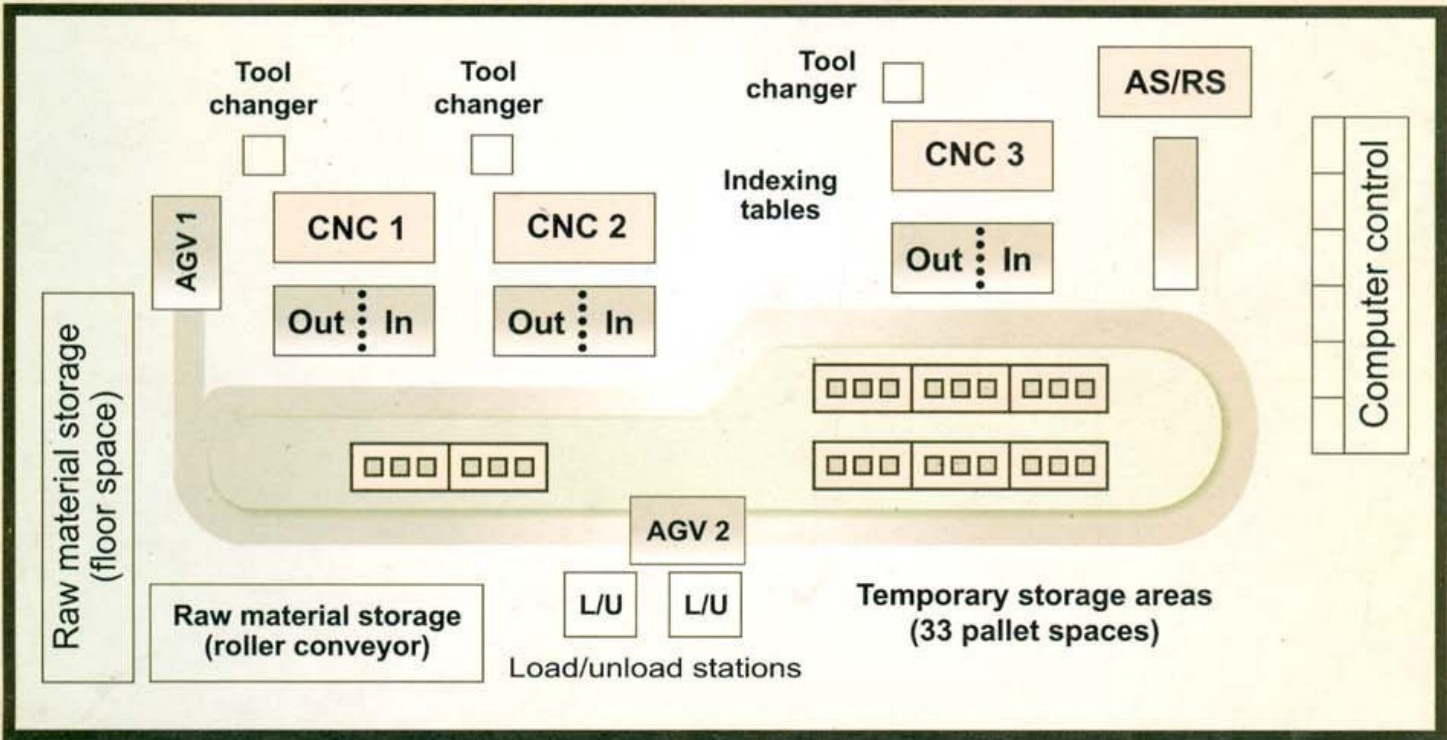 Tool
changer
Tool
changer
Tool
changer
AS/RS
CNC 3
Indexing
tables
AGV 1
CNC 1
CNC 2
Out In
Computer control
Out In
Out In
Raw material storage
(floor space)
AGV 2
Raw material storage
(roller conveyor)
L/U
L/U
Load/unload stations
Temporary storage areas
(33 pallet spaces)